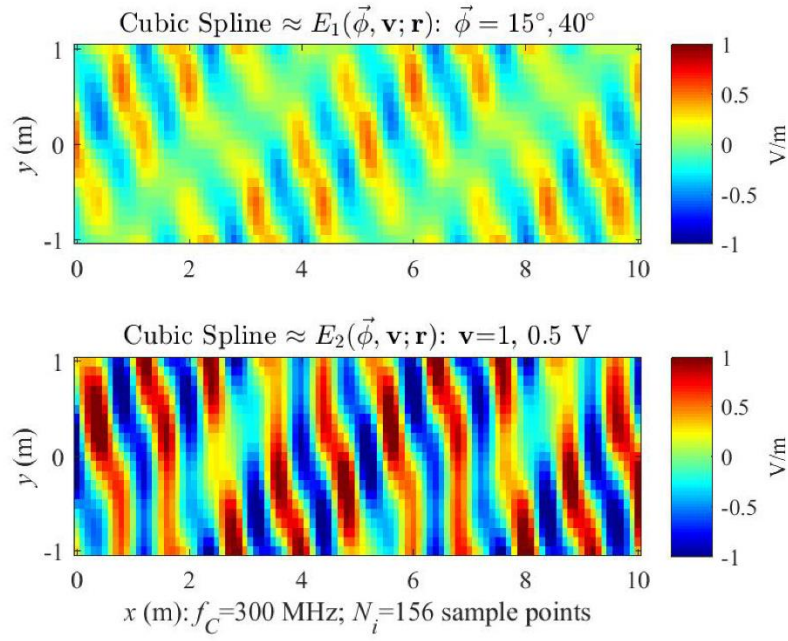 Cubic Spline ≈ E₁(ϕ⃗, v; r): ϕ⃗ = 15°, 40°
1
0
-1
y (m)
0 2 4 6 8 10
1
0.5
0
-0.5
-1
V/m
Cubic Spline ≈ E₂(ϕ⃗, v; r): v=1, 0.5 V
1
0
-1
y (m)
0 2 4 6 8 10
x (m): f_C=300 MHz; N_i=156 sample points
1
0.5
0
-0.5
-1
V/m